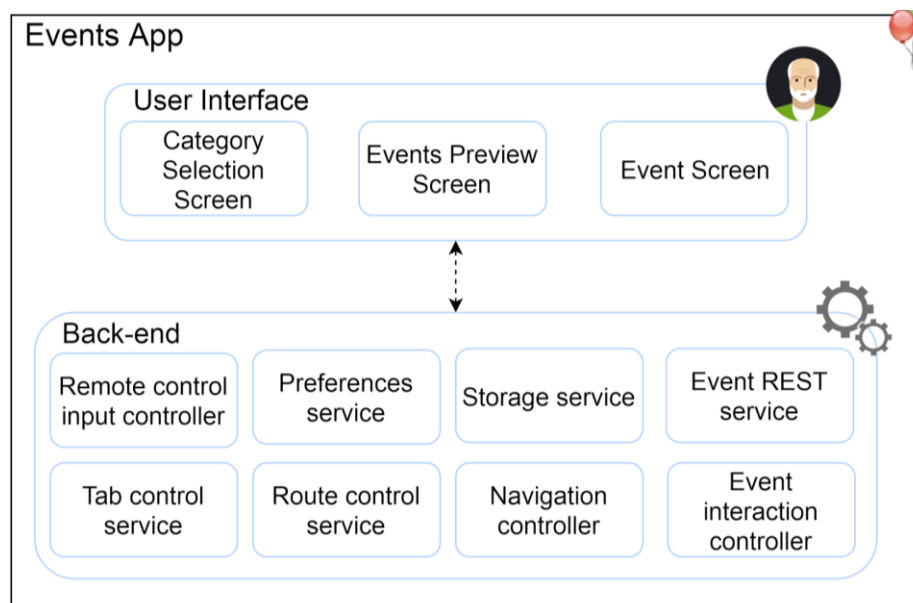 Events App
User Interface
Category
Selection
Screen
Events Preview
Screen
Event Screen
Back-end
Remote control
input controller
Preferences
service
Storage service
Event REST
service
Tab control
service
Route control
service
Navigation
controller
Event
interaction
controller